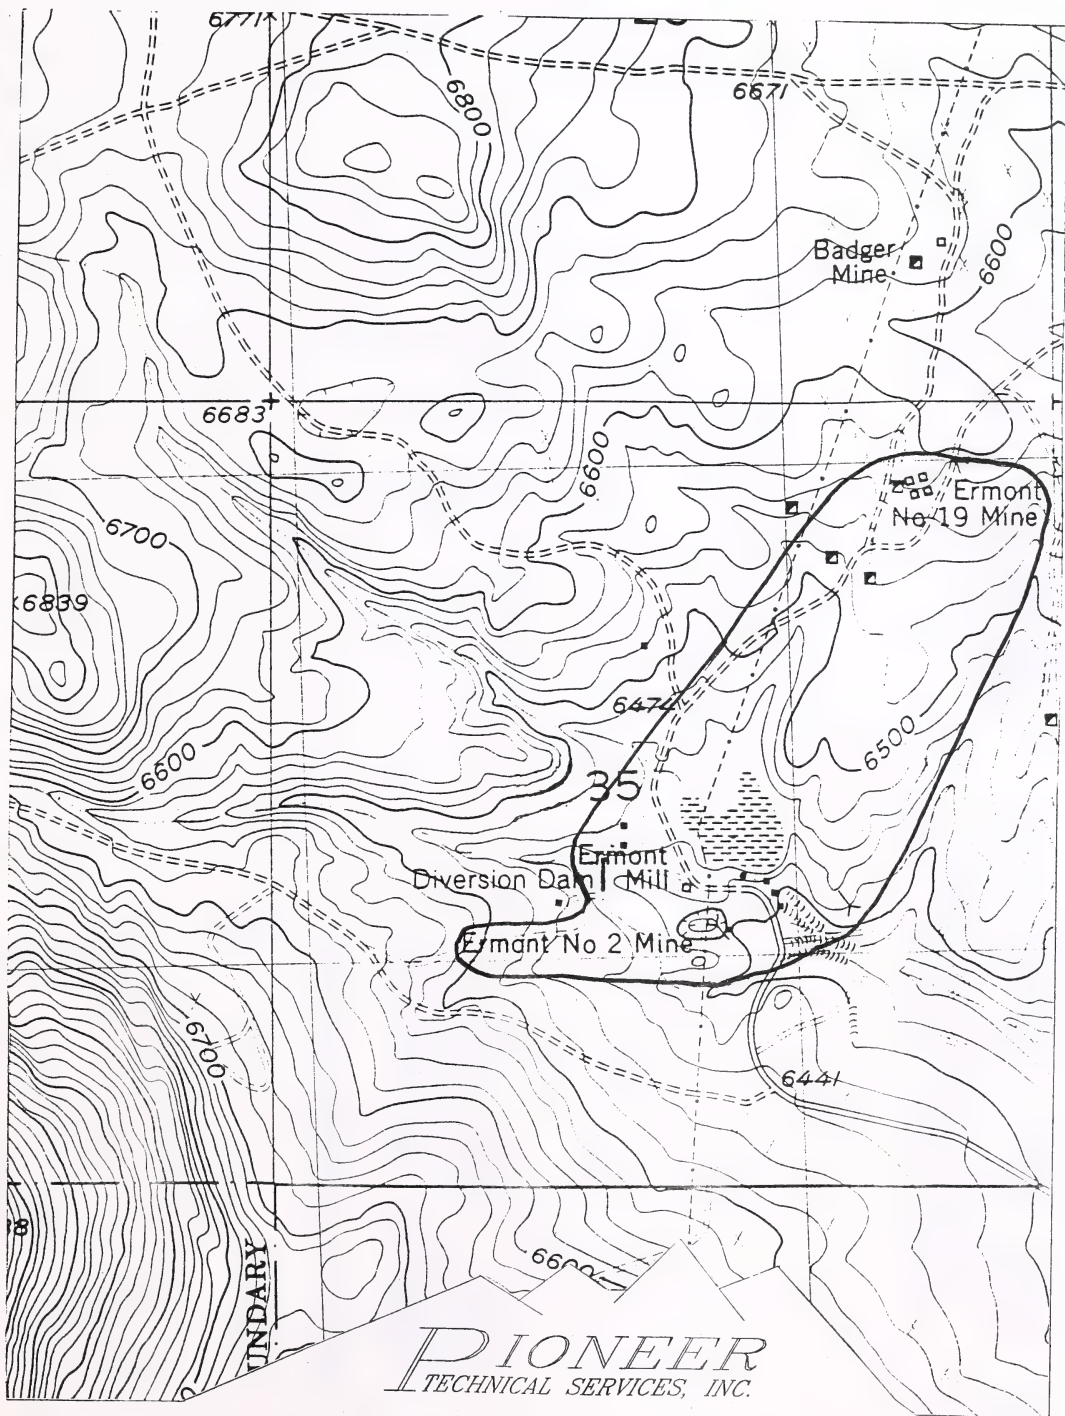 6771
6800
6671
Badger
Mine
6600
6683
6600
Ermont
No 19 Mine
6700
6839
6474
6600
6500
35
Ermont
Diversion Dam Mill
Ermont No 2 Mine
6700
6441
UNDARY
PIONEER
TECHNICAL SERVICES, INC.